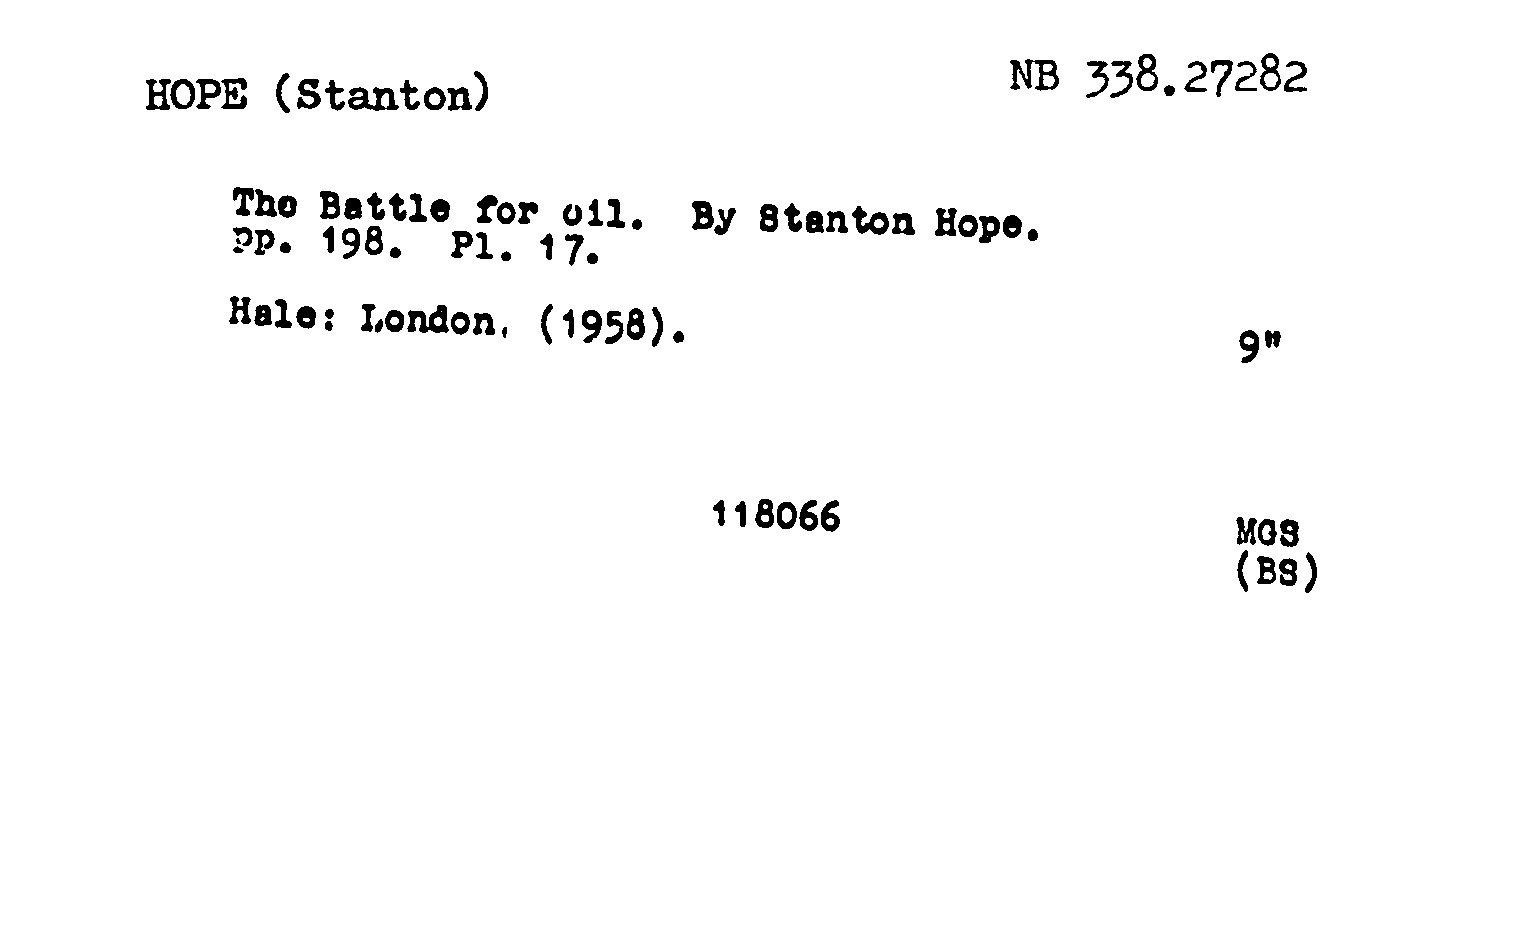 HOPE (Stanton)
NB 338.27282
The Battle for oil. By Stanton Hope.
pp. 198. Pl. 17.
Hale: London. (1958).
9"
118066
MGS
(BS)